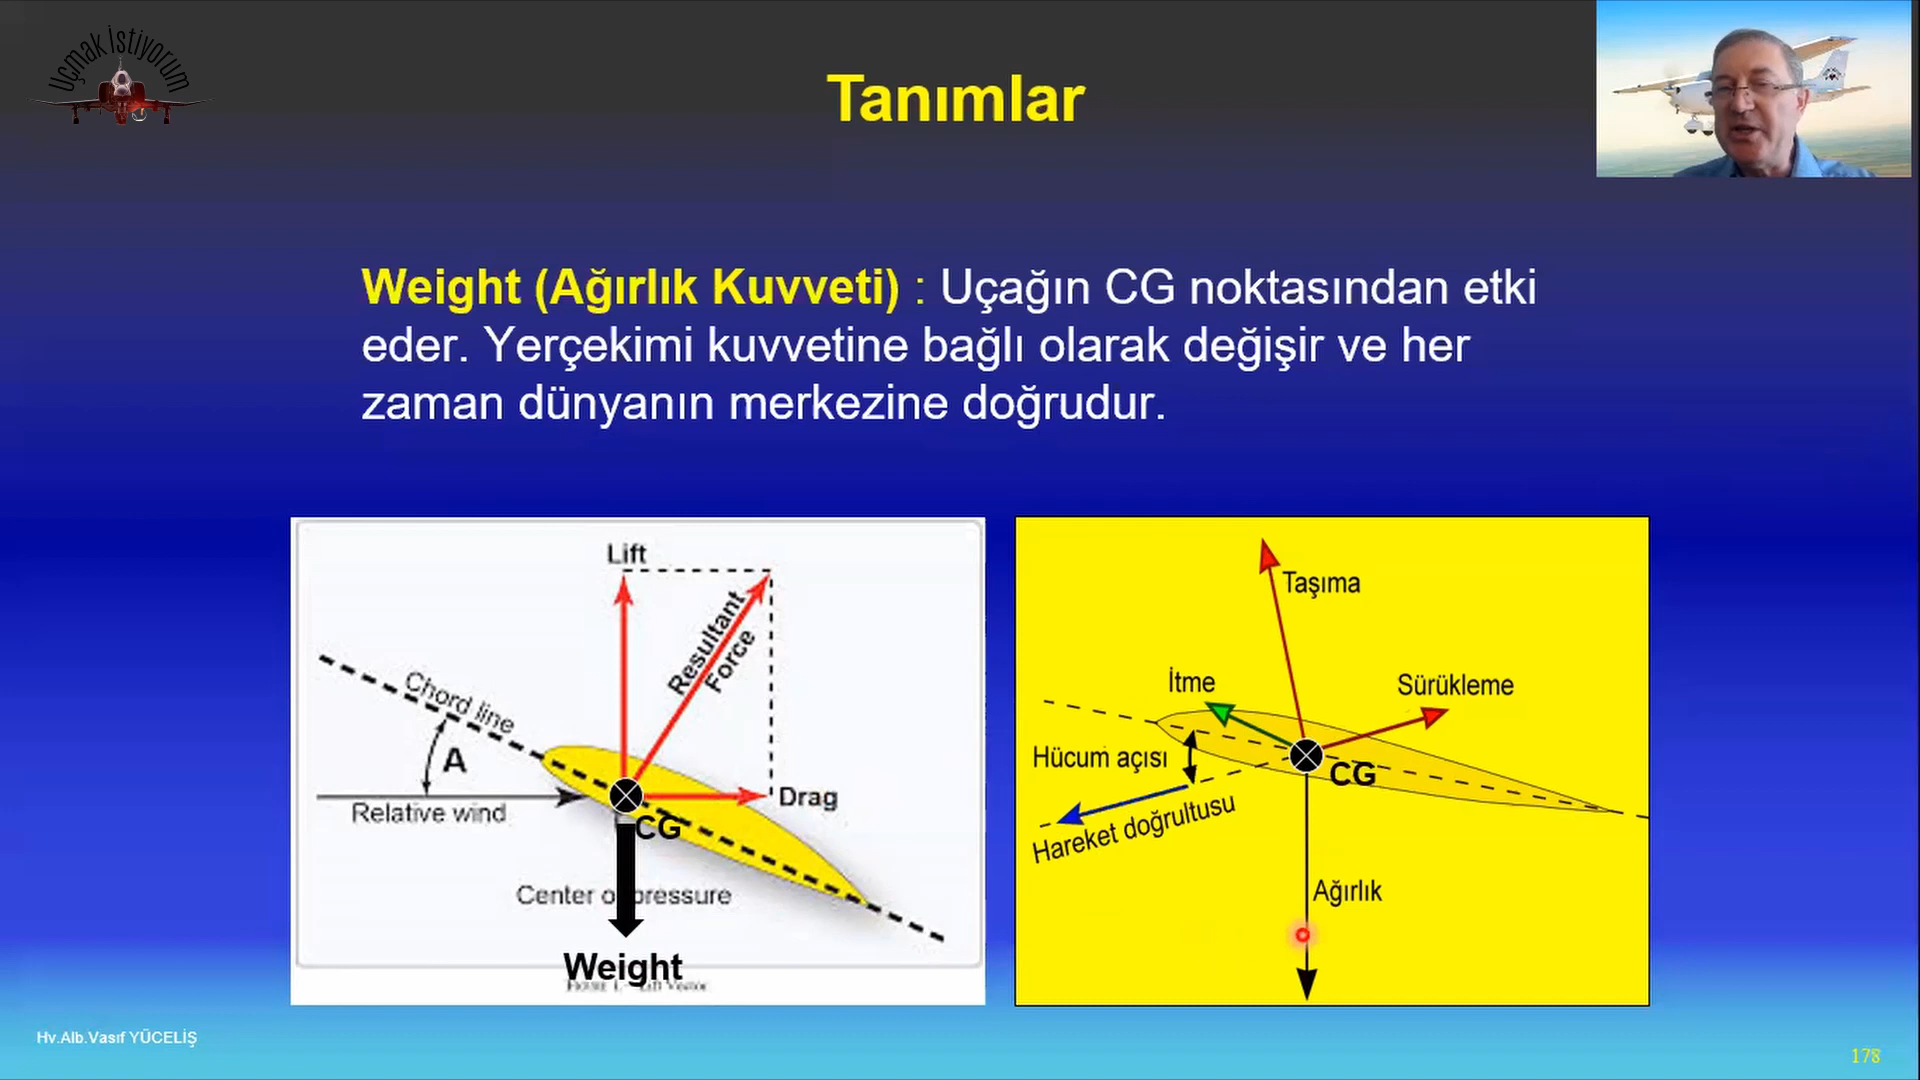 Uçmak İstiyorum
Tanımlar
Weight (Ağırlık Kuvveti) : Uçağın CG noktasından etki
eder. Yerçekimi kuvvetine bağlı olarak değişir ve her
zaman dünyanın merkezine doğrudur.
Lift
Resultant
Force
Chord line
A
Relative wind
Drag
CG
Center of pressure
Weight
Lift Vector
Taşıma
İtme
Sürükleme
Hücum açısı
CG
Hareket doğrultusu
Ağırlık
Hv.Alb.Vasıf YÜCELİŞ
178